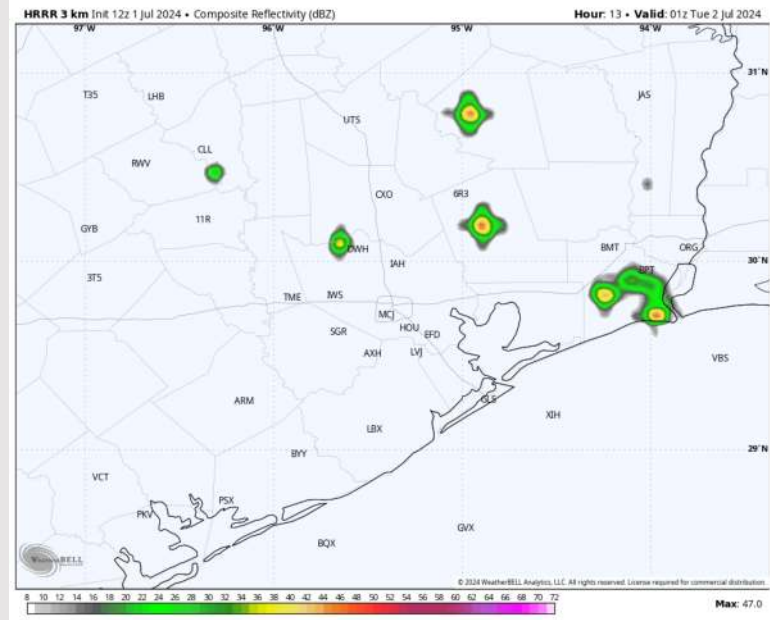 HRRR 3 km Init 12z 1 Jul 2024 • Composite Reflectivity (dBZ)
Hour: 13 • Valid: 01z Tue 2 Jul 2024
97°W 96°W 95°W 94°W
31°N
T35 LHB JAS
UTS
CLL
RWV
CXO 6R3
11R
GYB
BMT ORG
DWH
IAH
30°N
3T5 BPT
TME IWS
MCJ
SGR HOU EFD
AXH LVJ
VBS
ARM GLS
XIH
LBX
29°N
BYY
VCT
PSX
PKV
GVX
BQX
WeatherBELL
© 2024 WeatherBELL Analytics, LLC. All rights reserved. License required for commercial distribution.
8 10 12 14 16 18 20 22 24 26 28 30 32 34 35 36 38 40 42 44 46 48 50 52 54 56 58 60 62 64 66 68 70 72
Max: 47.0